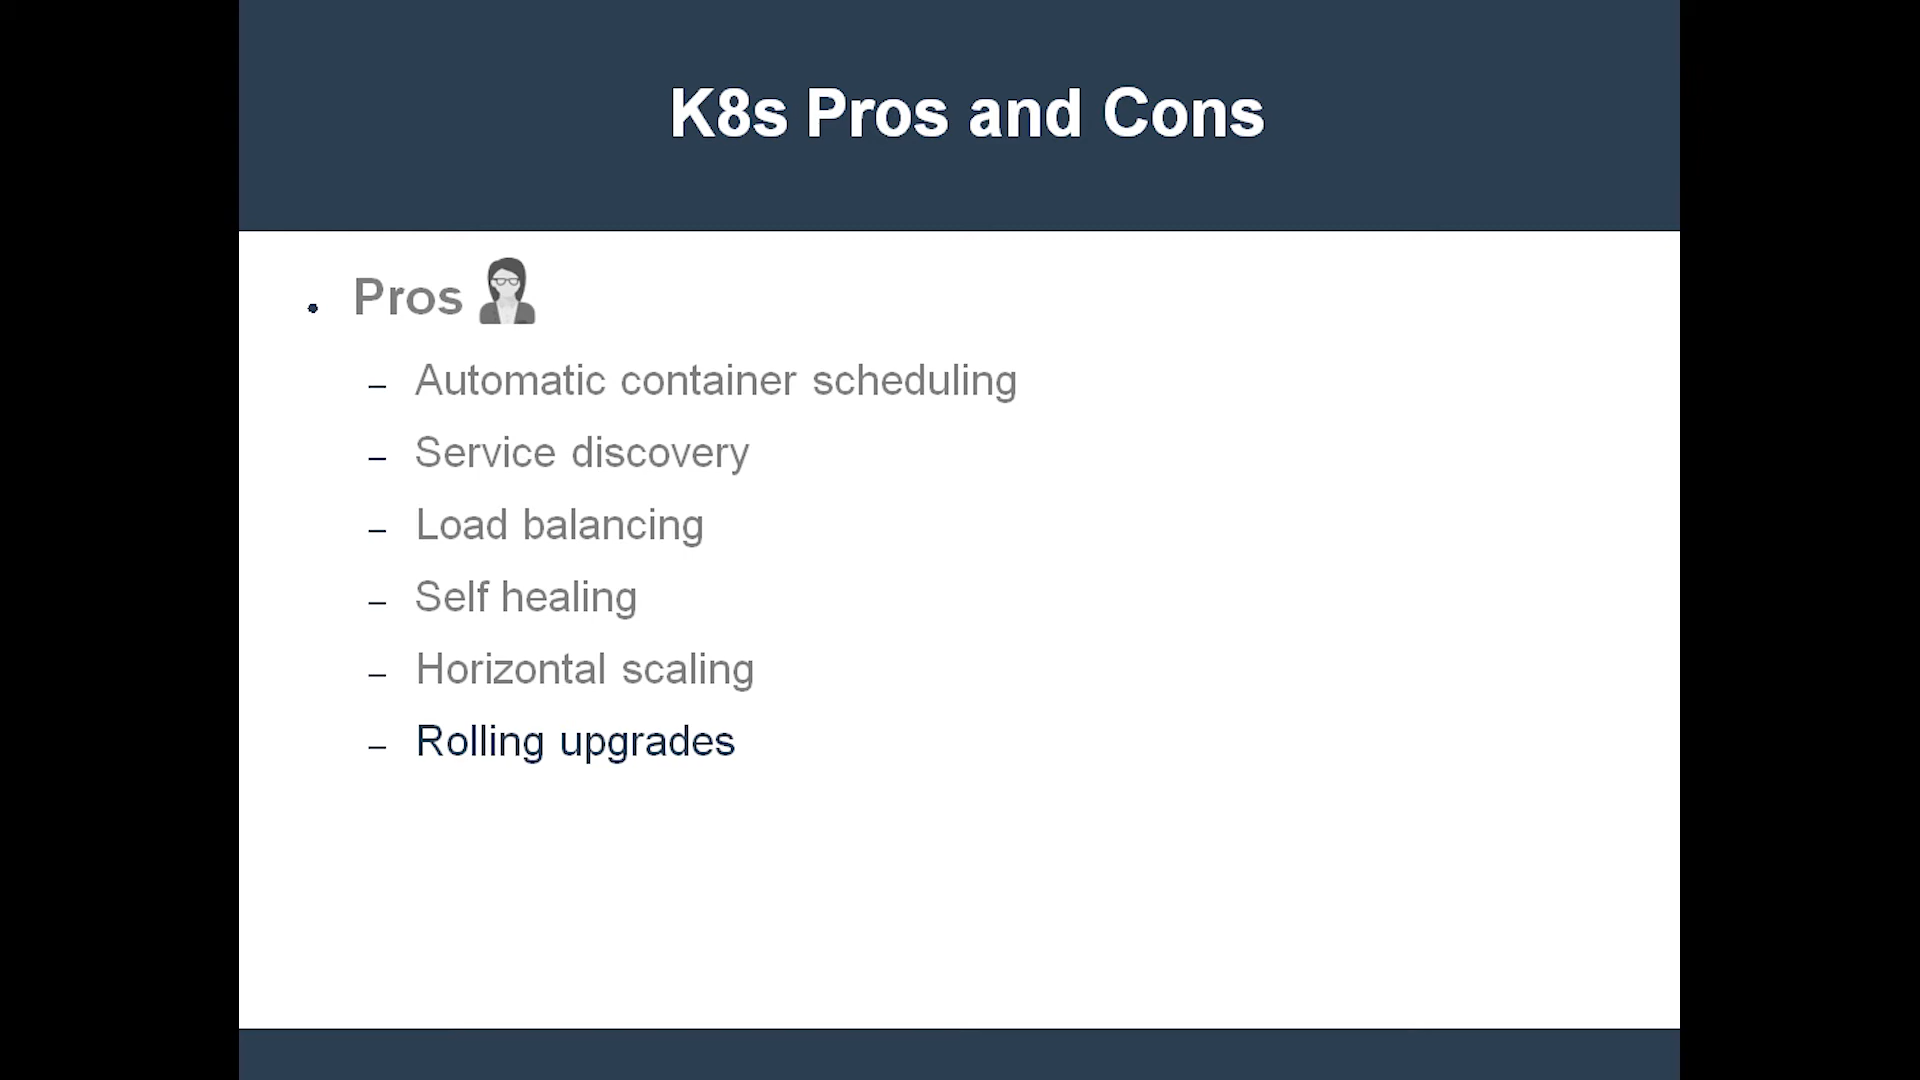 K8s Pros and Cons
• Pros
– Automatic container scheduling
– Service discovery
– Load balancing
– Self healing
– Horizontal scaling
– Rolling upgrades